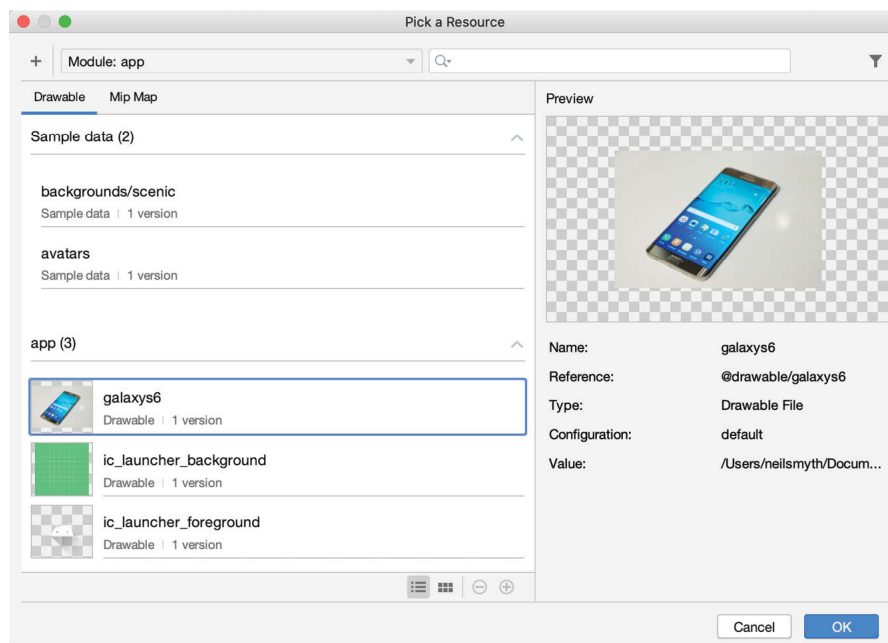 Pick a Resource
+ Module: app
Drawable Mip Map
Sample data (2)
backgrounds/scenic
Sample data | 1 version
avatars
Sample data | 1 version
app (3)
galaxys6
Drawable | 1 version
ic_launcher_background
Drawable | 1 version
ic_launcher_foreground
Drawable | 1 version
Preview
Name: galaxys6
Reference: @drawable/galaxys6
Type: Drawable File
Configuration: default
Value: /Users/neilsmyth/Docum...
Cancel OK